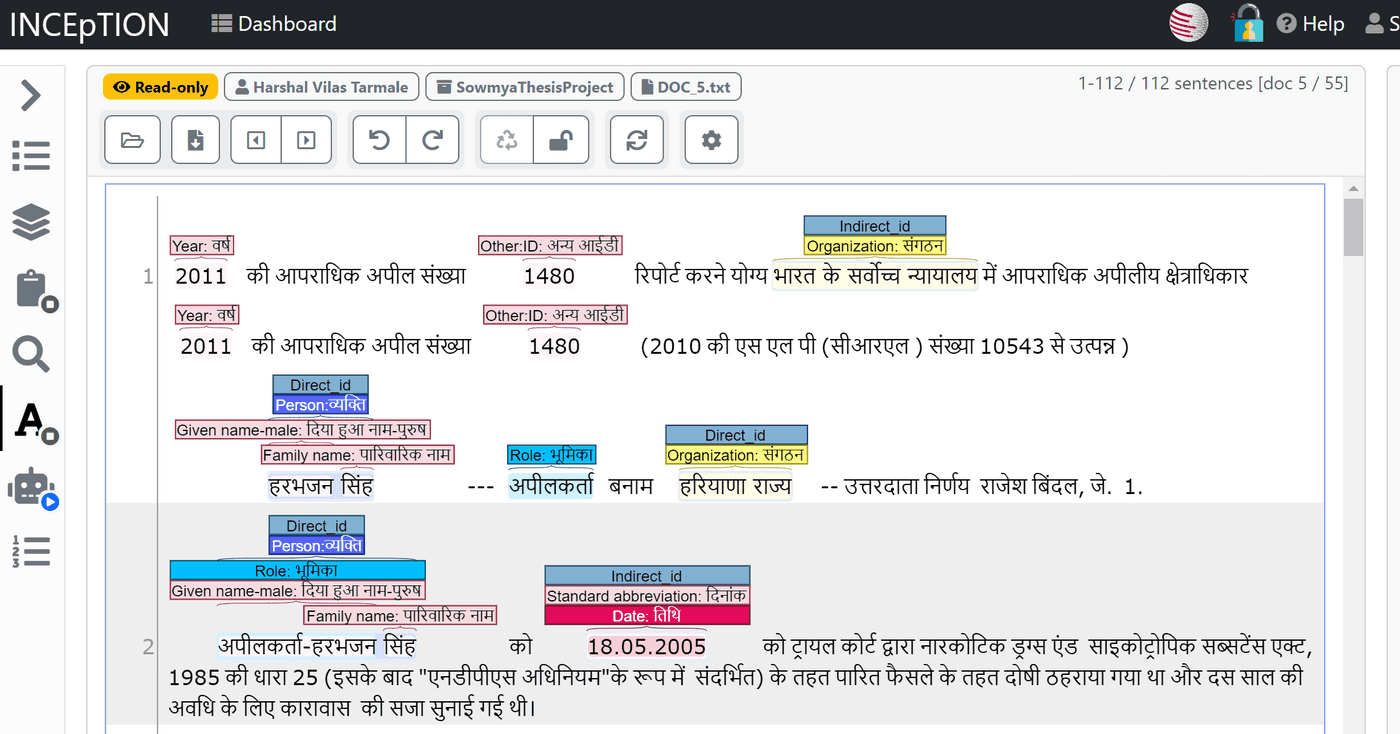 INCEpTION Dashboard Help S
Read-only Harshal Vilas Tarmale SowmyaThesisProject DOC_5.txt 1-112 / 112 sentences [doc 5 / 55]
Indirect_id
Year: वर्ष Other:ID: अन्य आईडी Organization: संगठन
1 2011 की आपराधिक अपील संख्या 1480 रिपोर्ट करने योग्य भारत के सर्वोच्च न्यायालय में आपराधिक अपीलीय क्षेत्राधिकार
Year: वर्ष Other:ID: अन्य आईडी
2011 की आपराधिक अपील संख्या 1480 (2010 की एस एल पी (सीआरएल ) संख्या 10543 से उत्पन्न )
Direct_id
Person:व्यक्ति
Given name-male: दिया हुआ नाम-पुरुष Direct_id
Family name: पारिवारिक नाम Role: भूमिका Organization: संगठन
हरभजन सिंह --- अपीलकर्ता बनाम हरियाणा राज्य -- उत्तरदाता निर्णय राजेश बिंदल, जे. 1.
Direct_id
Person:व्यक्ति
Role: भूमिका Indirect_id
Given name-male: दिया हुआ नाम-पुरुष Standard abbreviation: दिनांक
Family name: पारिवारिक नाम Date: तिथि
2 अपीलकर्ता-हरभजन सिंह को 18.05.2005 को ट्रायल कोर्ट द्वारा नारकोटिक ड्रग्स एंड साइकोट्रोपिक सब्सटेंस एक्ट,
1985 की धारा 25 (इसके बाद "एनडीपीएस अधिनियम"के रूप में संदर्भित) के तहत पारित फैसले के तहत दोषी ठहराया गया था और दस साल की
अवधि के लिए कारावास की सजा सुनाई गई थी।